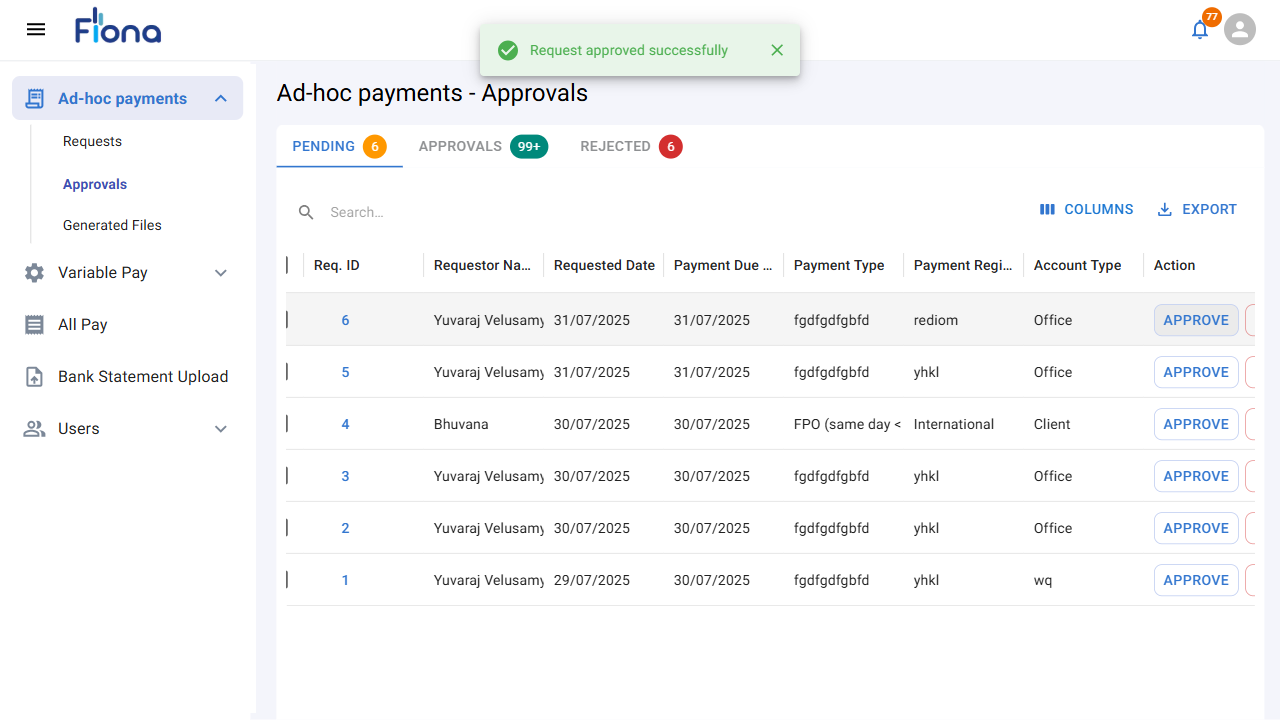 Fiona
Request approved successfully
77
Ad-hoc payments
Requests
Approvals
Generated Files
Variable Pay
All Pay
Bank Statement Upload
Users
Ad-hoc payments - Approvals
PENDING 6 APPROVALS 99+ REJECTED 6
Search…
COLUMNS EXPORT
Req. ID Requestor Na... Requested Date Payment Due ... Payment Type Payment Regi... Account Type Action
6 Yuvaraj Velusamy 31/07/2025 31/07/2025 fgdfgdfgbfd rediom Office APPROVE
5 Yuvaraj Velusamy 31/07/2025 31/07/2025 fgdfgdfgbfd yhkl Office APPROVE
4 Bhuvana 30/07/2025 30/07/2025 FPO (same day < International Client APPROVE
3 Yuvaraj Velusamy 30/07/2025 30/07/2025 fgdfgdfgbfd yhkl Office APPROVE
2 Yuvaraj Velusamy 30/07/2025 30/07/2025 fgdfgdfgbfd yhkl Office APPROVE
1 Yuvaraj Velusamy 29/07/2025 30/07/2025 fgdfgdfgbfd yhkl wq APPROVE